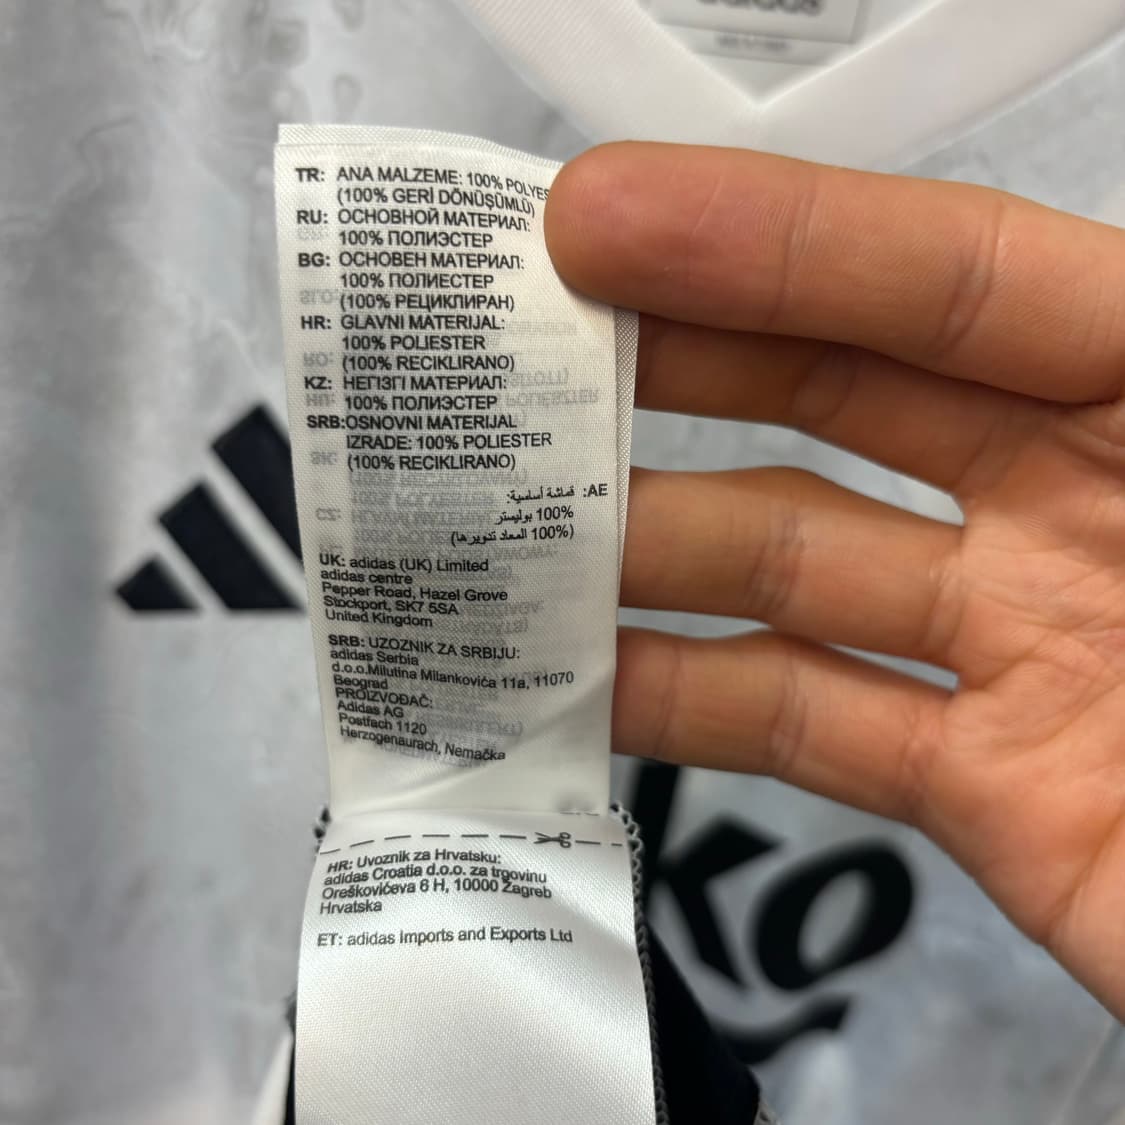 adidas
TR: ANA MALZEME: 100% POLYES
(100% GERİ DÖNÜŞÜMLÜ)
RU: ОСНОВНОЙ МАТЕРИАЛ:
100% ПОЛИЭСТЕР
BG: ОСНОВЕН МАТЕРИАЛ:
100% ПОЛИЕСТЕР
(100% РЕЦИКЛИРАН)
HR: GLAVNI MATERIJAL:
100% POLIESTER
(100% RECIKLIRANO)
KZ: НЕГІЗГІ МАТЕРИАЛ:
100% ПОЛИЭСТЕР
SRB:OSNOVNI MATERIJAL
IZRADE: 100% POLIESTER
(100% RECIKLIRANO)
AE: قماشة أساسية:
100% بوليستر
(100% المعاد تدويرها)
UK: adidas (UK) Limited
adidas centre
Pepper Road, Hazel Grove
Stockport, SK7 5SA
United Kingdom
SRB: UZOZNIK ZA SRBIJU:
adidas Serbia
d.o.o.Milutina Milankovića 11a, 11070
Beograd
PROIZVOĐAČ:
Adidas AG
Postfach 1120
Herzogenaurach, Nemačka
HR: Uvoznik za Hrvatsku:
adidas Croatia d.o.o. za trgovinu
Oreškovićeva 6 H, 10000 Zagreb
Hrvatska
ET: adidas Imports and Exports Ltd
ko